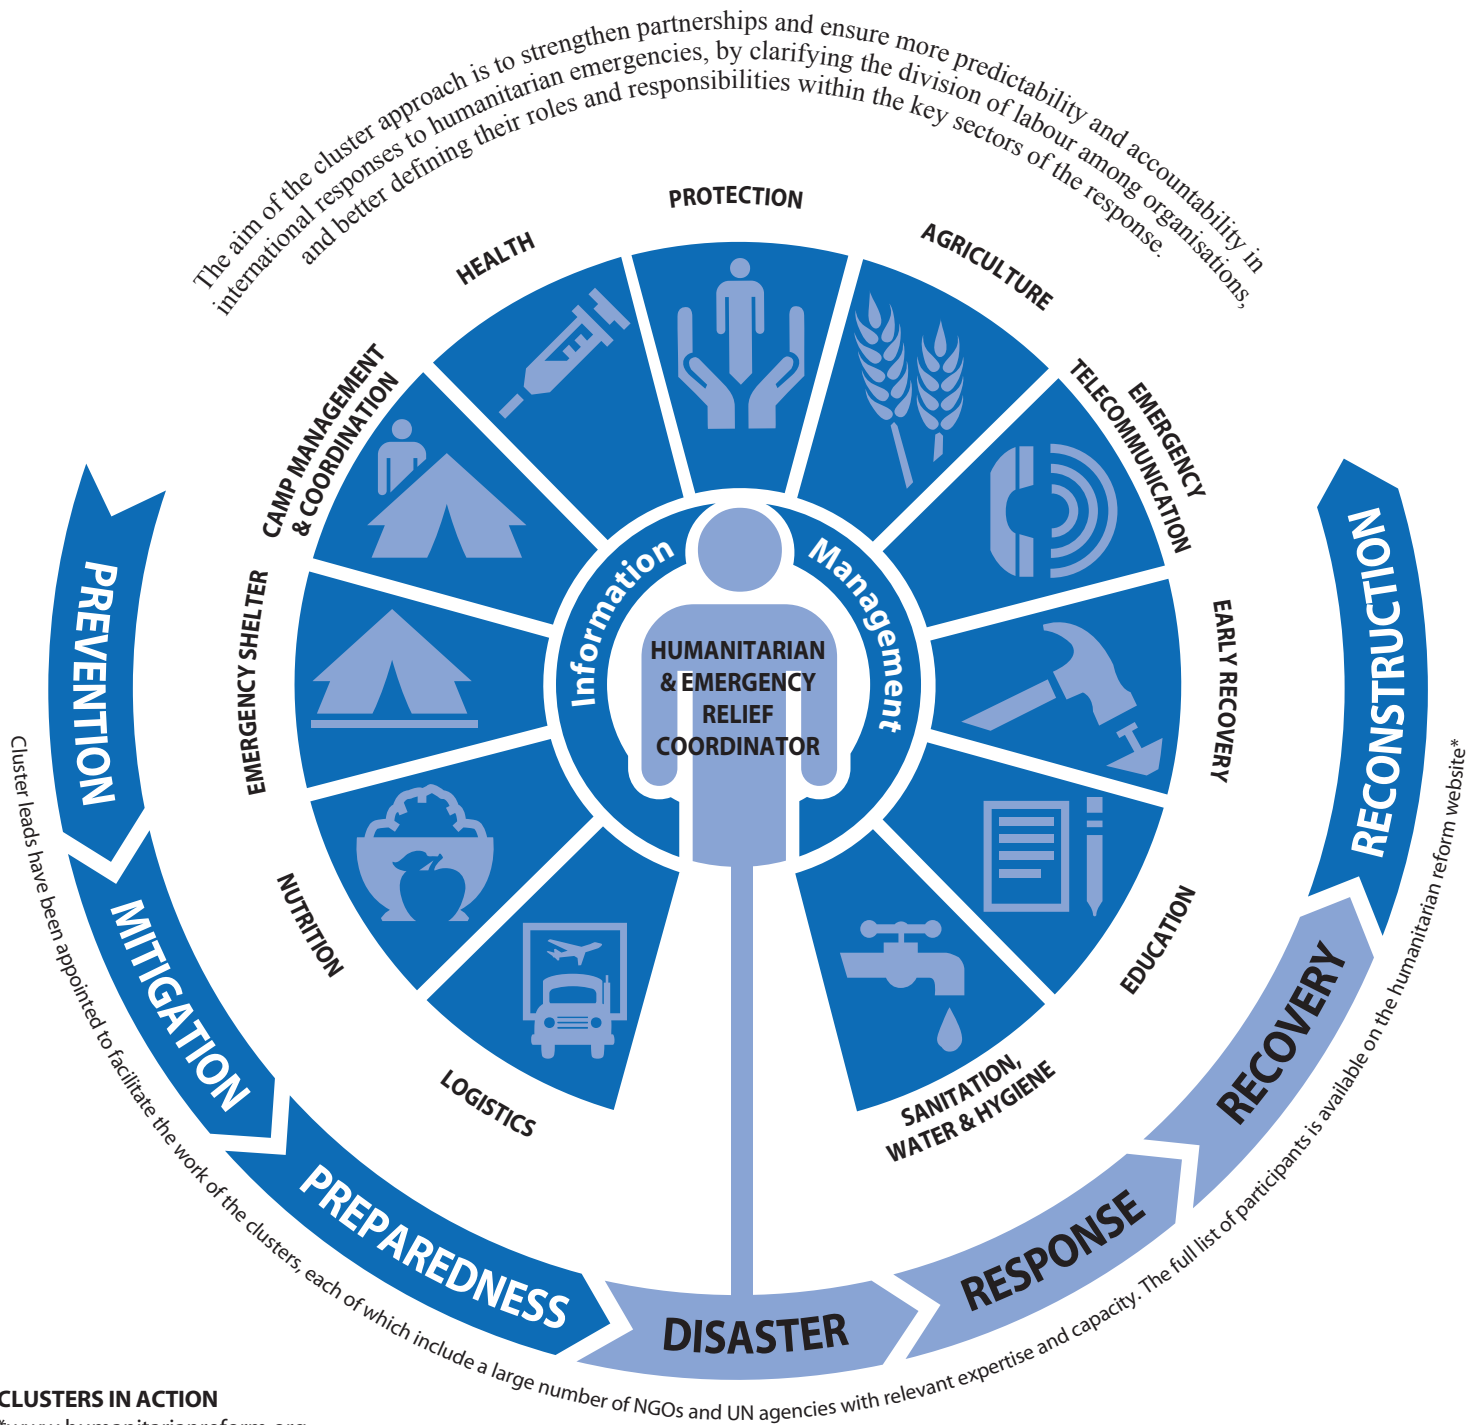 The aim of the cluster approach is to strengthen partnerships and ensure more predictability and accountability in
international responses to humanitarian emergencies, by clarifying the division of labour among organisations,
and better defining their roles and responsibilities within the key sectors of the response.
PROTECTION
HEALTH
AGRICULTURE
CAMP MANAGEMENT
& COORDINATION
EMERGENCY
TELECOMMUNICATION
EMERGENCY SHELTER
EARLY RECOVERY
NUTRITION
EDUCATION
LOGISTICS
SANITATION,
WATER & HYGIENE
Information Management
HUMANITARIAN
& EMERGENCY
RELIEF
COORDINATOR
PREVENTION
MITIGATION
PREPAREDNESS
DISASTER
RESPONSE
RECOVERY
RECONSTRUCTION
Cluster leads have been appointed to facilitate the work of the clusters, each of which include a large number of NGOs and UN agencies with relevant expertise and capacity. The full list of participants is available on the humanitarian reform website*
CLUSTERS IN ACTION
*www.humanitarianreform.org